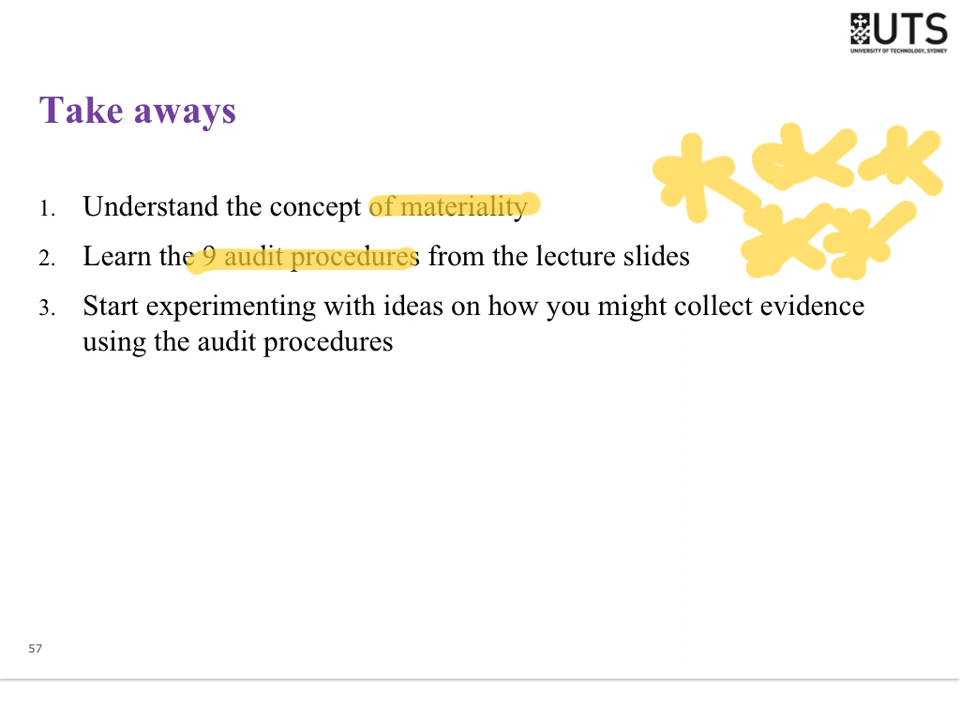 UTS
UNIVERSITY OF TECHNOLOGY, SYDNEY
Take aways
1. Understand the concept of materiality
2. Learn the 9 audit procedures from the lecture slides
3. Start experimenting with ideas on how you might collect evidence
using the audit procedures
57